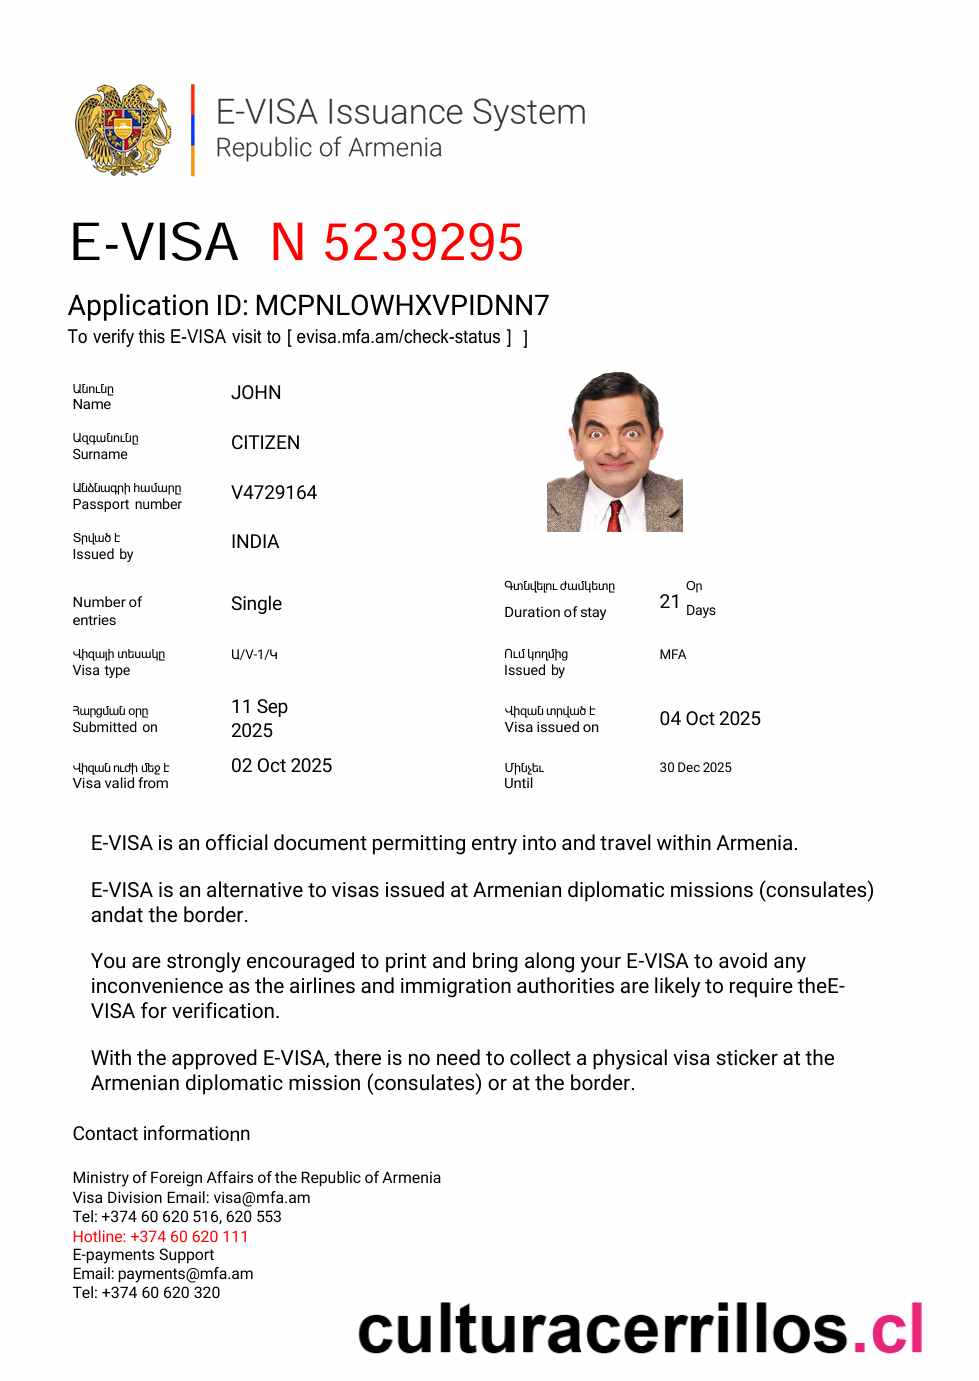 E-VISA Issuance System
Republic of Armenia
E-VISA N 5239295
Application ID: MCPNLOWHXVPIDNN7
To verify this E-VISA visit to [ evisa.mfa.am/check-status ] ]
Անունը
Name
JOHN
Ազգանունը
Surname
CITIZEN
Անձնագրի համարը
Passport number
V4729164
Տրված է
Issued by
INDIA
Number of
entries
Single
Գտնվելու ժամկետը
Duration of stay
21
Օր
Days
Վիզայի տեսակը
Visa type
Ա/V-1/Կ
Ում կողմից
Issued by
MFA
Հարցման օրը
Submitted on
11 Sep
2025
Վիզան տրված է
Visa issued on
04 Oct 2025
Վիզան ուժի մեջ է
Visa valid from
02 Oct 2025
Մինչեւ
Until
30 Dec 2025
E-VISA is an official document permitting entry into and travel within Armenia.
E-VISA is an alternative to visas issued at Armenian diplomatic missions (consulates)
andat the border.
You are strongly encouraged to print and bring along your E-VISA to avoid any
inconvenience as the airlines and immigration authorities are likely to require theE-
VISA for verification.
With the approved E-VISA, there is no need to collect a physical visa sticker at the
Armenian diplomatic mission (consulates) or at the border.
Contact informationn
Ministry of Foreign Affairs of the Republic of Armenia
Visa Division Email: visa@mfa.am
Tel: +374 60 620 516, 620 553
Hotline: +374 60 620 111
E-payments Support
Email: payments@mfa.am
Tel: +374 60 620 320
culturacerrillos.cl